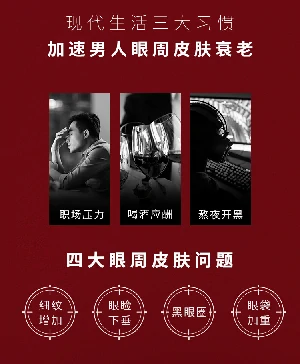 现代生活三大习惯
加速男人眼周皮肤衰老
职场压力
喝酒应酬
熬夜开黑
四大眼周皮肤问题
细纹
增加
眼睑
下垂
黑眼圈
眼袋
加重